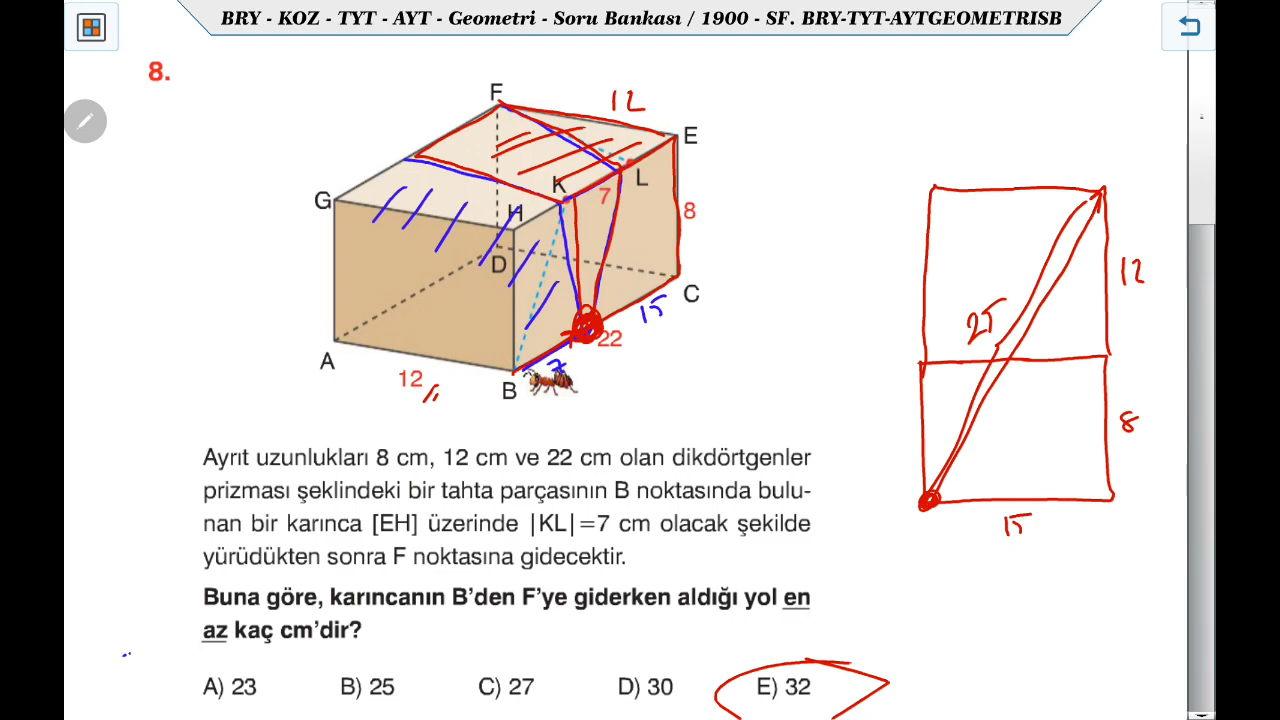 BRY - KOZ - TYT - AYT - Geometri - Soru Bankası / 1900 - SF. BRY-TYT-AYTGEOMETRISB
8.
F
12
E
K
L
7
G
H
8
D
C
15
22
A
12
B
7
Ayrıt uzunlukları 8 cm, 12 cm ve 22 cm olan dikdörtgenler
prizması şeklindeki bir tahta parçasının B noktasında bulu-
nan bir karınca [EH] üzerinde |KL|=7 cm olacak şekilde
yürüdükten sonra F noktasına gidecektir.
Buna göre, karıncanın B'den F'ye giderken aldığı yol en
az kaç cm'dir?
A) 23 B) 25 C) 27 D) 30 E) 32
12
25
8
15